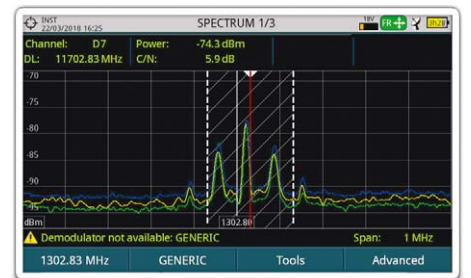 INST
22/03/2018 16:25
SPECTRUM 1/3
18V
FR
3h20
Channel: D7 Power: -74.3 dBm
DL: 11702.83 MHz C/N: 5.9 dB
-70
-75
-80
-85
-90
-95
dBm
1302.80
Demodulator not available: GENERIC Span: 1 MHz
1302.83 MHz GENERIC Tools Advanced